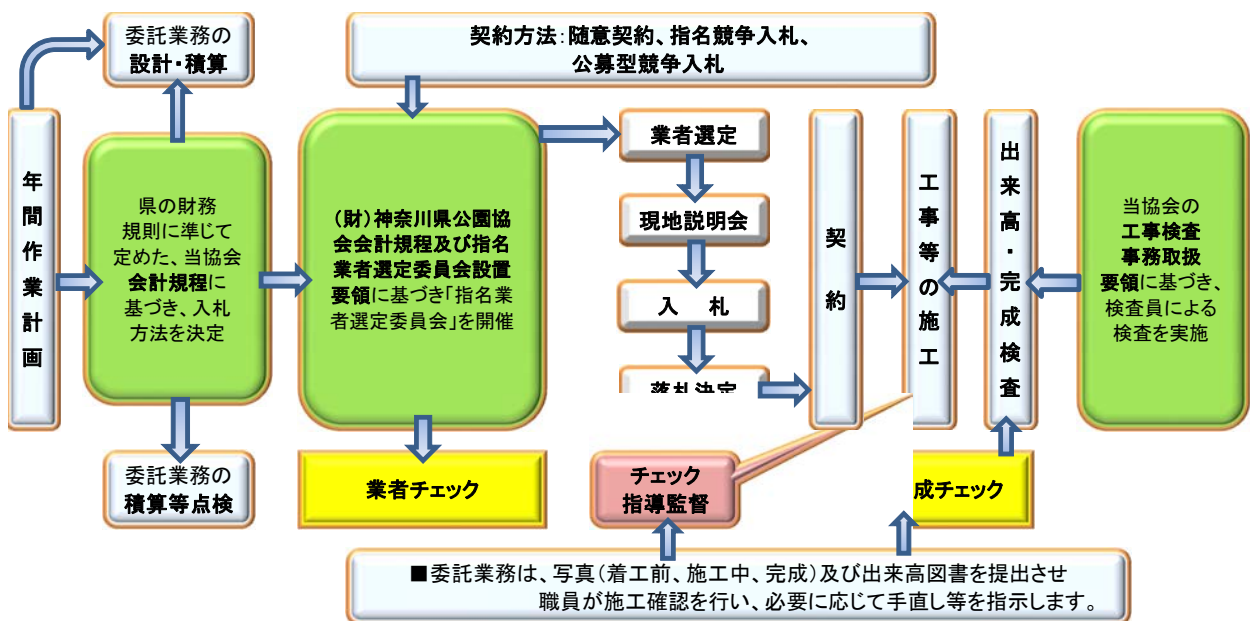 委託業務の
設計・積算
契約方法：随意契約、指名競争入札、
公募型競争入札
年間作業計画
県の財務
規則に準じて
定めた、当協会
会計規程に
基づき、入札
方法を決定
（財）神奈川県公園協
会会計規程及び指名
業者選定委員会設置
要領に基づき「指名業
者選定委員会」を開催
業者選定
現地説明会
入　札
落札決定
契約
工事等の施工
出来高・完成検査
当協会の
工事検査
事務取扱
要領に基づき、
検査員による
検査を実施
委託業務の
積算等点検
業者チェック
チェック
指導監督
成チェック
■委託業務は、写真（着工前、施工中、完成）及び出来高図書を提出させ
職員が施工確認を行い、必要に応じて手直し等を指示します。